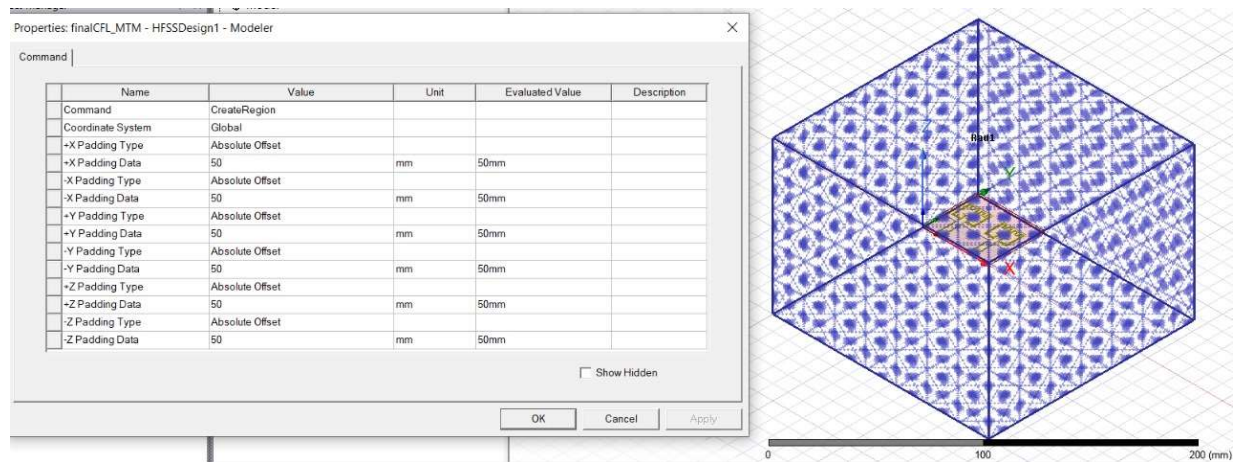 Properties: finalCFL_MTM - HFSSDesign1 - Modeler
Command
Name Value Unit Evaluated Value Description
Command CreateRegion
Coordinate System Global
+X Padding Type Absolute Offset
+X Padding Data 50 mm 50mm
-X Padding Type Absolute Offset
-X Padding Data 50 mm 50mm
+Y Padding Type Absolute Offset
+Y Padding Data 50 mm 50mm
-Y Padding Type Absolute Offset
-Y Padding Data 50 mm 50mm
+Z Padding Type Absolute Offset
+Z Padding Data 50 mm 50mm
-Z Padding Type Absolute Offset
-Z Padding Data 50 mm 50mm
Show Hidden
OK Cancel Apply
Rad1
Z
Y
X
0 100 200 (mm)